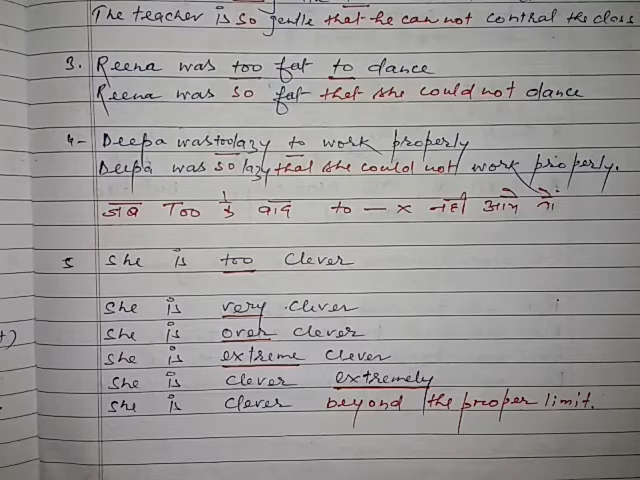 The teacher is so gentle that he can not control the class
3. Reena was too fat to dance
Reena was so fat that she could not dance
4- Deepa was too lazy to work properly
Deepa was so lazy that she could not work properly.
जब Too के बाद to - x नही आये तो
5 She is too clever
She is very clever
She is over clever
She is extreme clever
She is clever extremely
She is clever beyond the proper limit.